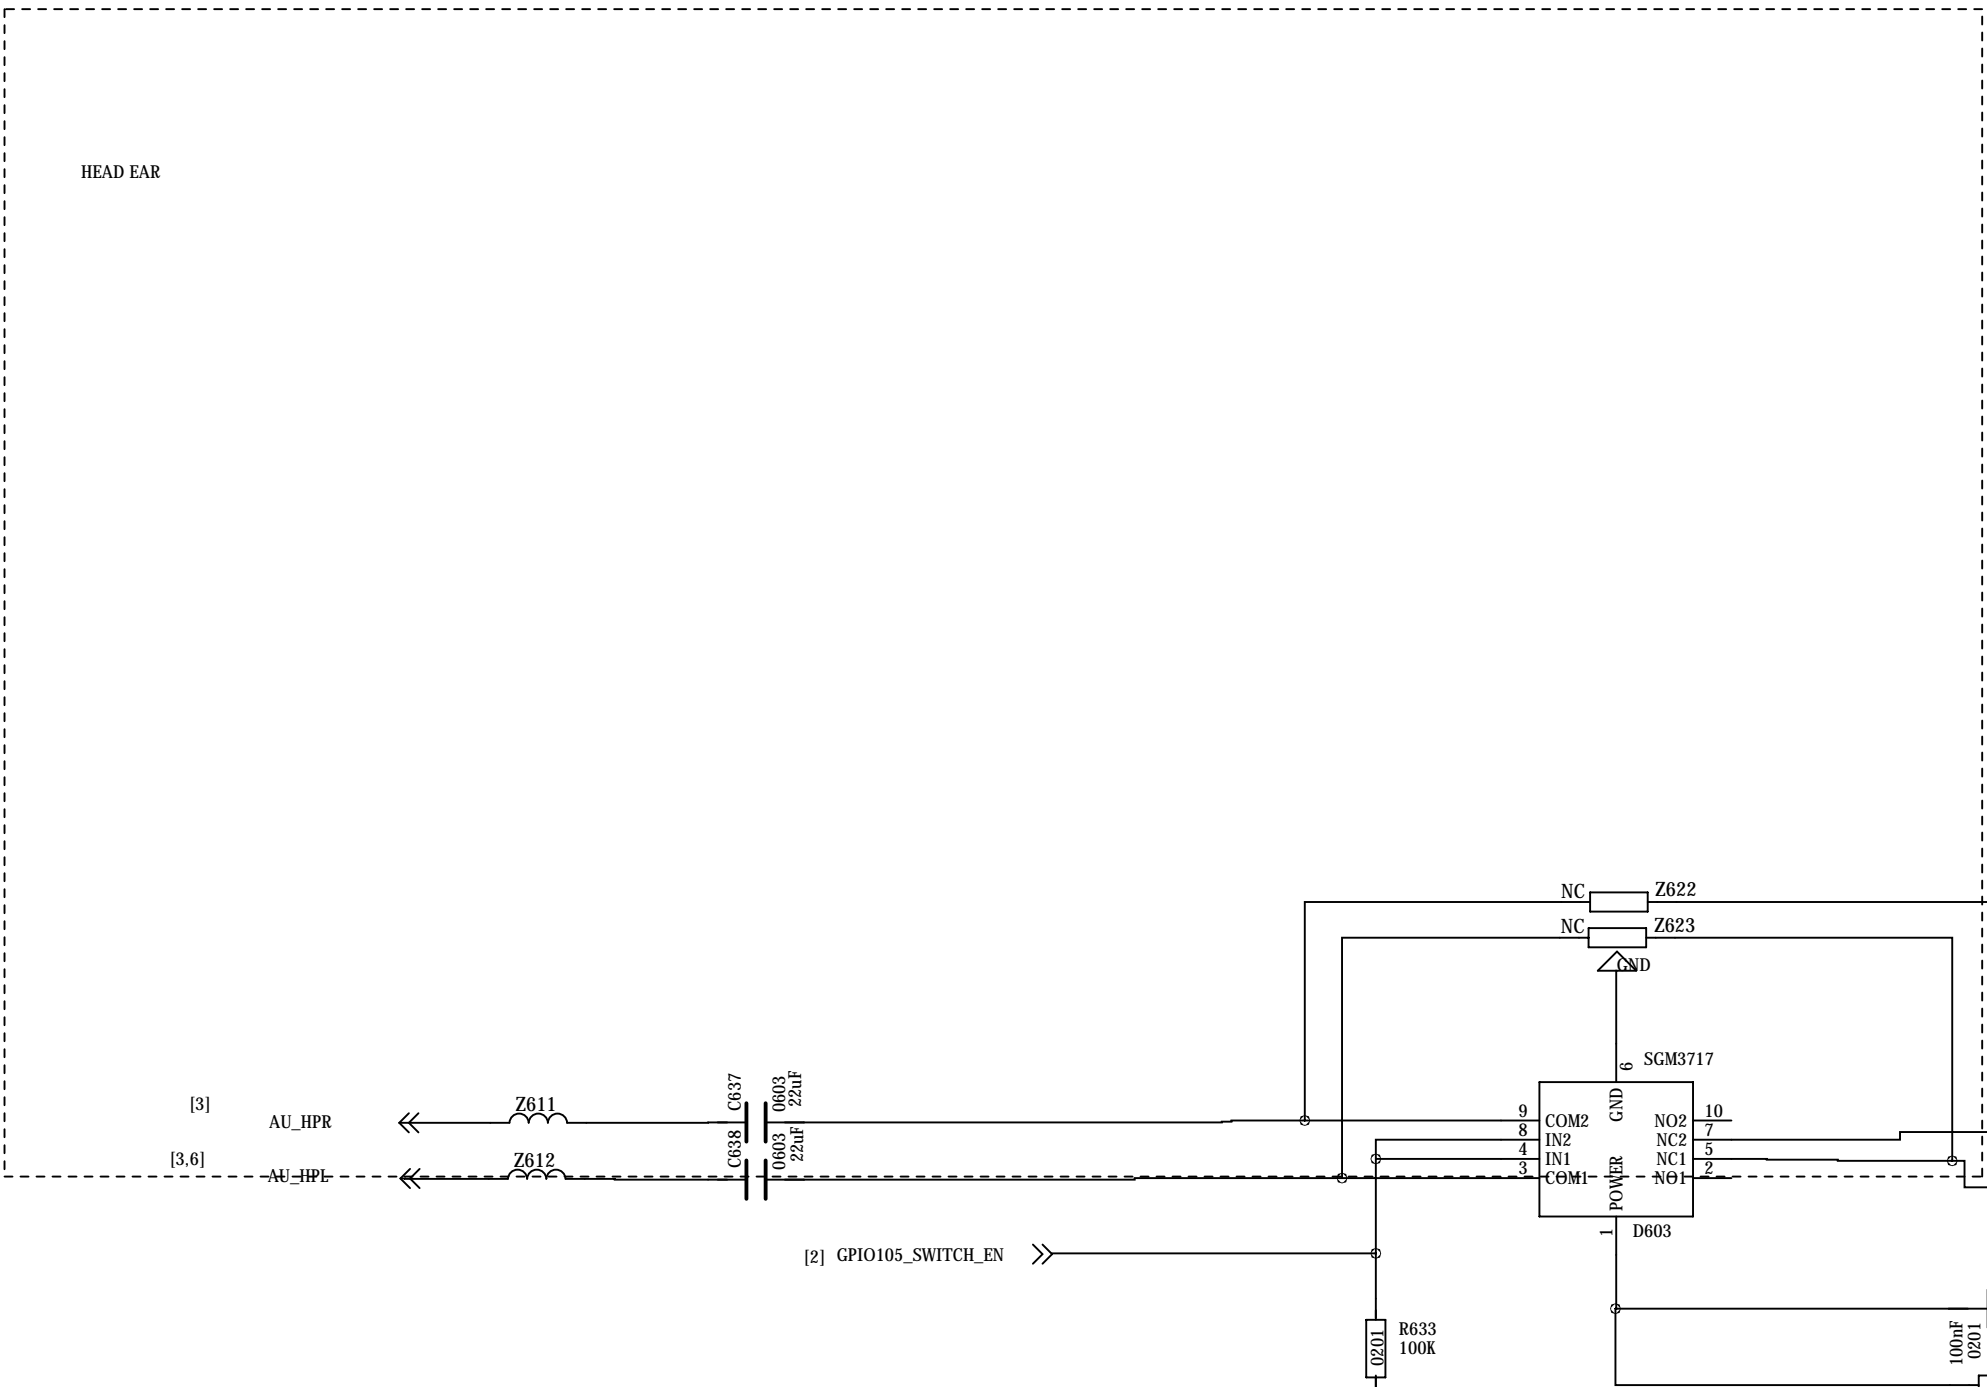 HEAD EAR
NC
Z622
NC
Z623
GND
SGM3717
6
[3]
AU_HPR
Z611
C637
0603
22uF
[3,6]
AU_HPL
Z612
C638
0603
22uF
9
COM2
GND
NO2
10
8
IN2
NC2
7
4
IN1
NC1
5
3
COM1
POWER
NO1
2
1
D603
[2] GPIO105_SWITCH_EN
0201
R633
100K
100nF
0201